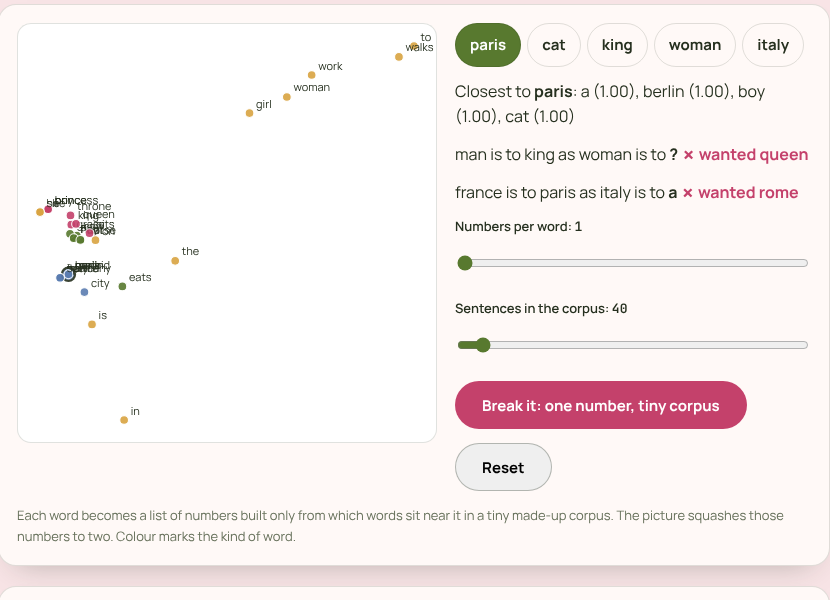 to
walks
work
woman
girl
princess
throne
king
queen
the
eats
city
is
in
paris
cat
king
woman
italy
Closest to paris: a (1.00), berlin (1.00), boy
(1.00), cat (1.00)
man is to king as woman is to ? × wanted queen
france is to paris as italy is to a × wanted rome
Numbers per word: 1
Sentences in the corpus: 40
Break it: one number, tiny corpus
Reset
Each word becomes a list of numbers built only from which words sit near it in a tiny made-up corpus. The picture squashes those
numbers to two. Colour marks the kind of word.